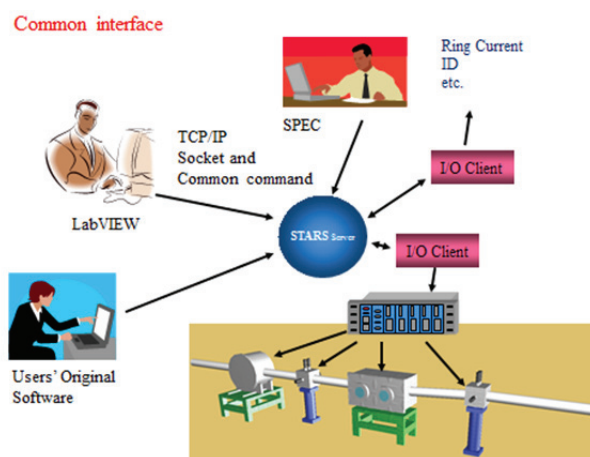 Common interface
Ring Current
ID
etc.
SPEC
TCP/IP
Socket and
Common command
I/O Client
LabVIEW
STARS Server
I/O Client
Users' Original
Software